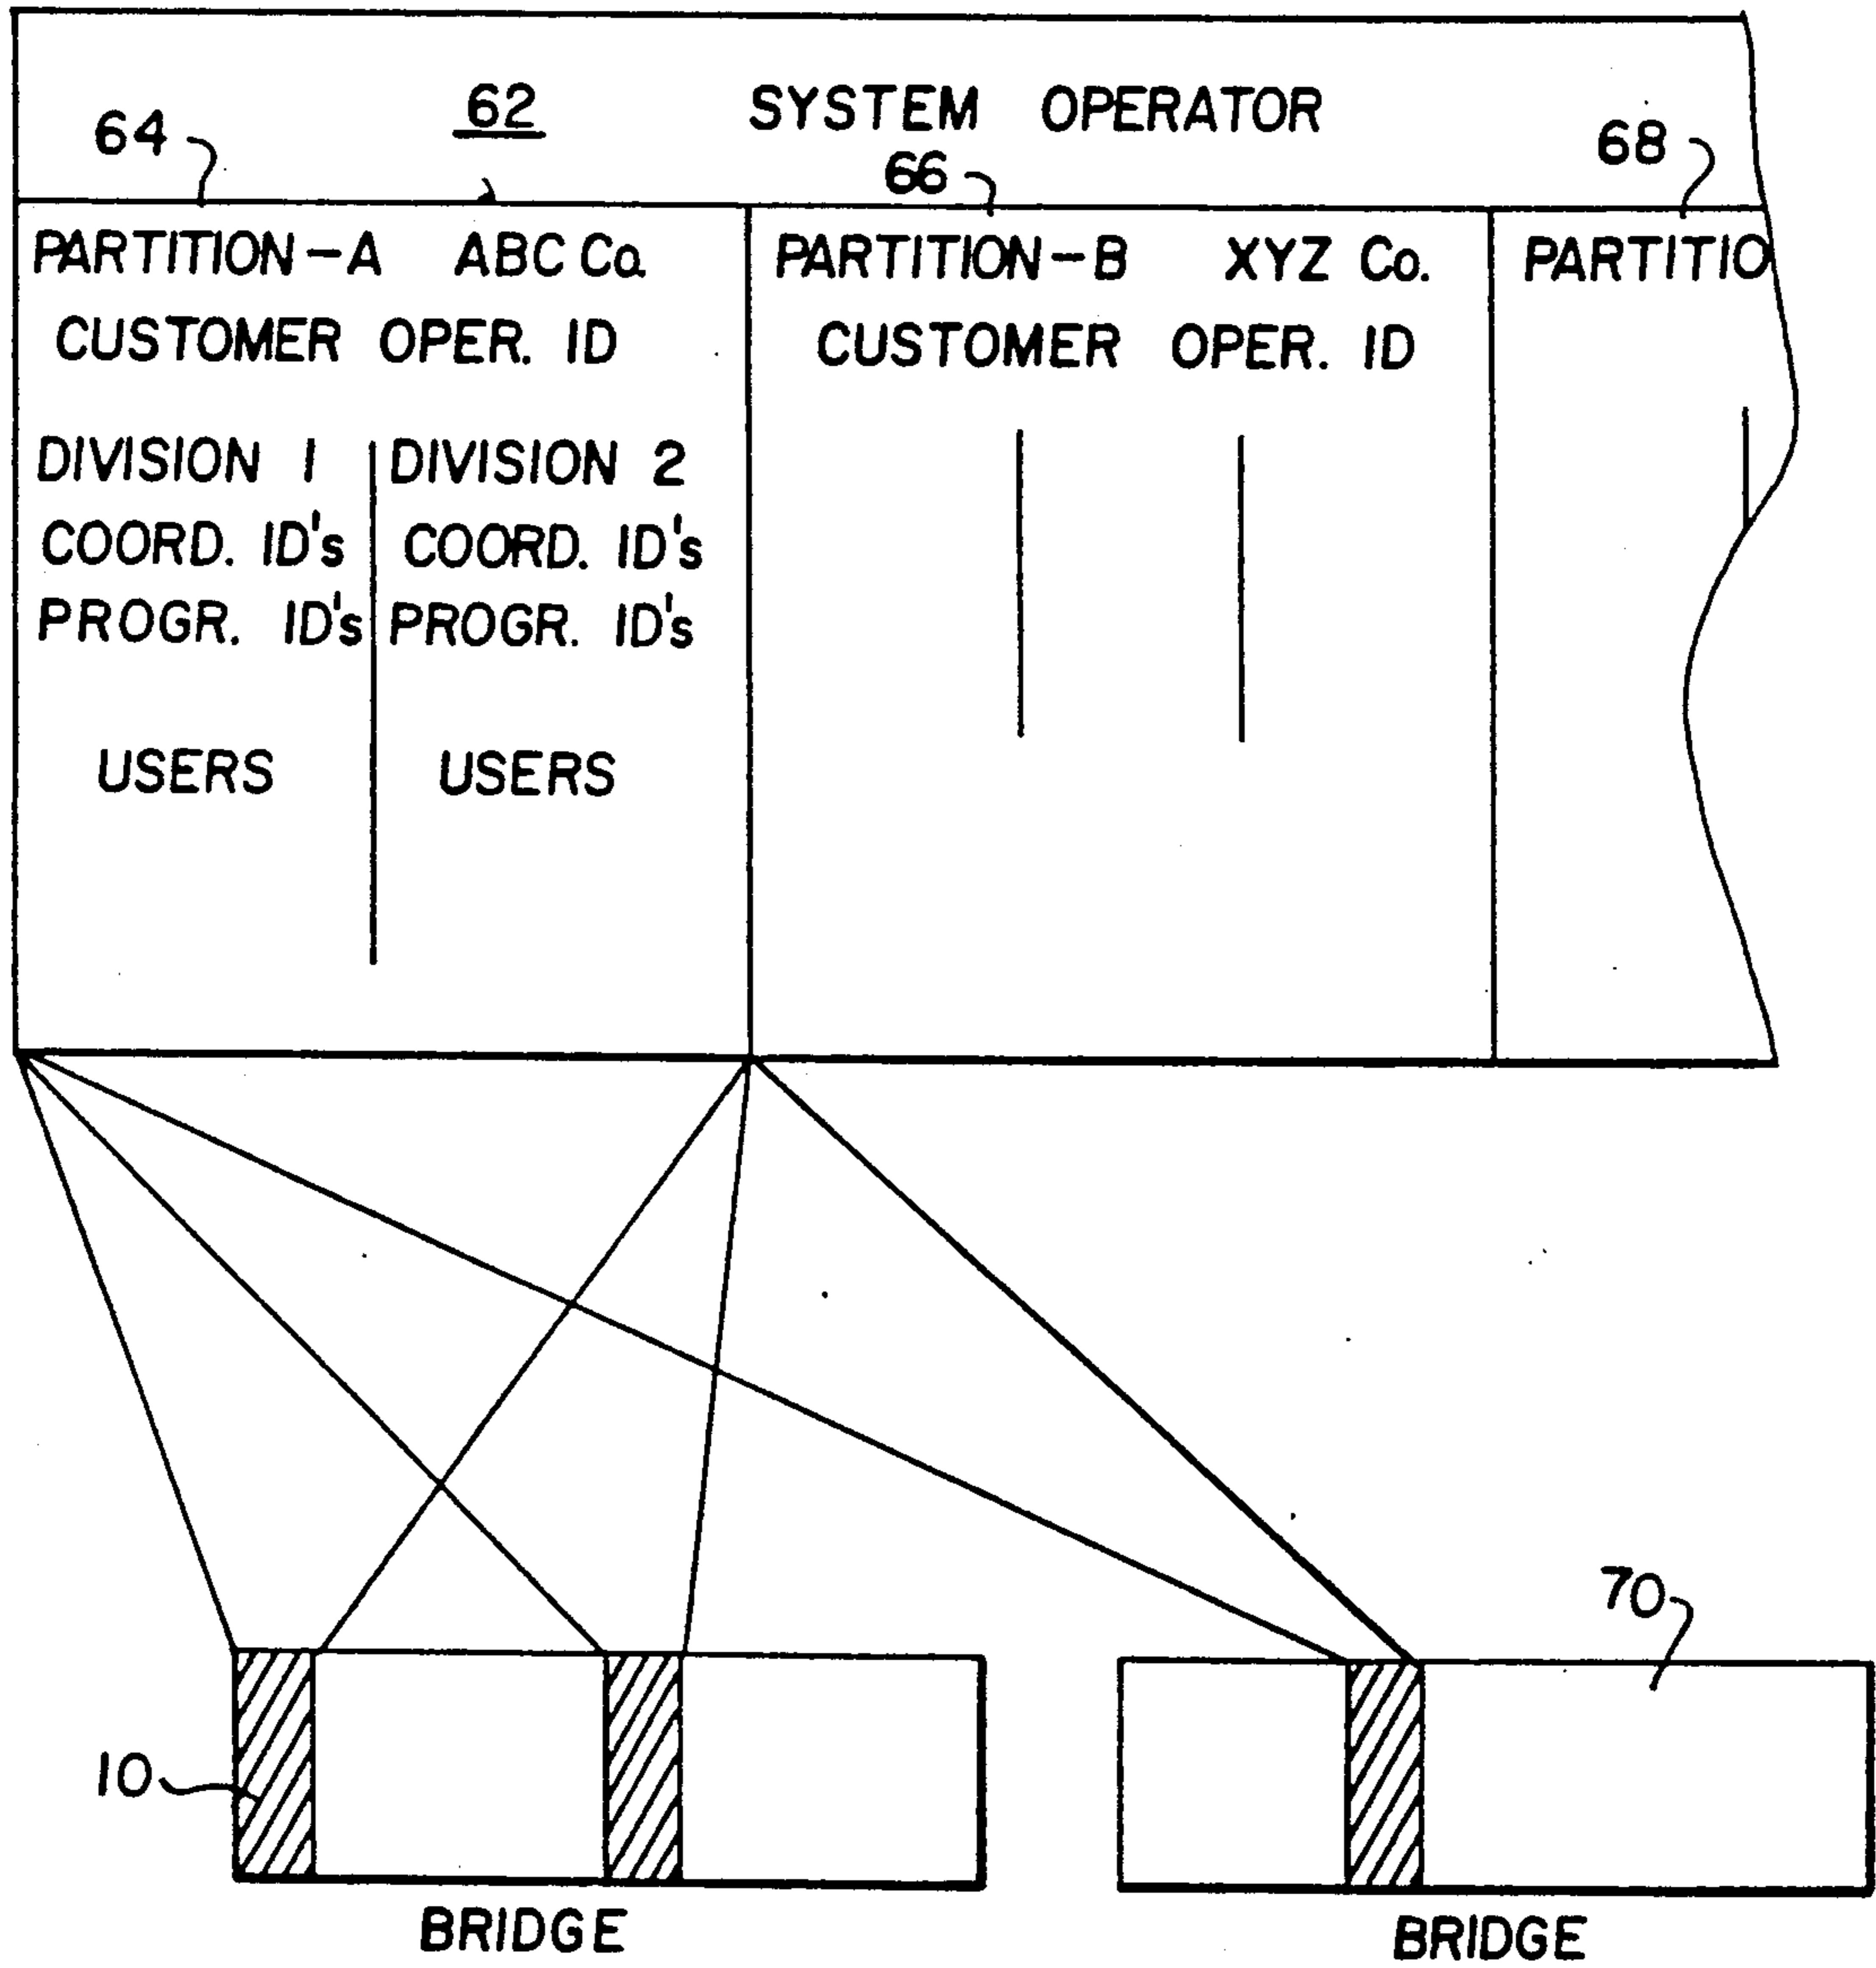 62 SYSTEM OPERATOR
64
66
68
PARTITION-A ABC Co.
CUSTOMER OPER. ID
DIVISION 1
COORD. ID's
PROGR. ID's
USERS
DIVISION 2
COORD. ID's
PROGR. ID's
USERS
PARTITION-B XYZ Co.
CUSTOMER OPER. ID
PARTITIO
10
70
BRIDGE
BRIDGE